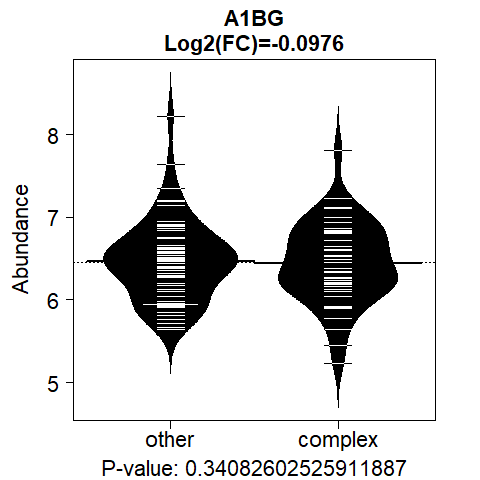 A1BG
Log2(FC)=-0.0976
Abundance
8
7
6
5
other complex
P-value: 0.34082602525911887